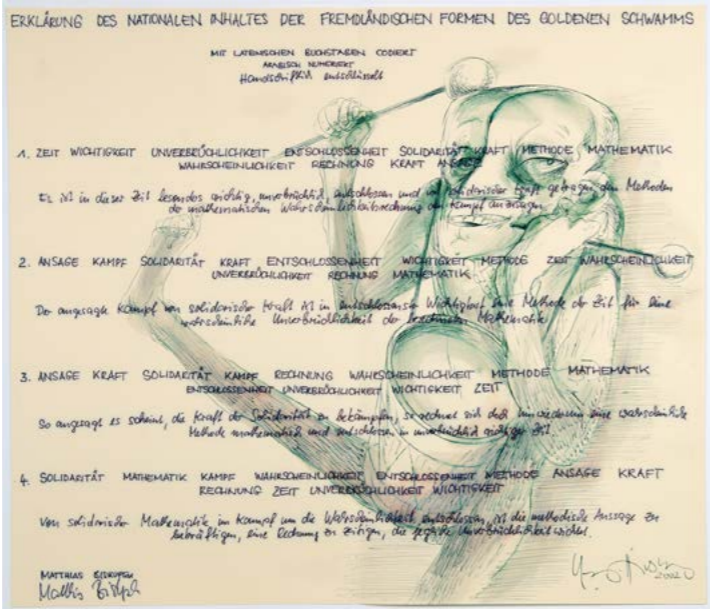 ERKLÄRUNG DES NATIONALEN INHALTES DER FREMDLÄNDISCHEN FORMEN DES GOLDENEN SCHWAMMS
MIT LATEINISCHEN BUCHSTABEN CODIERT
ARABISCH NUMERIERT
Handschriftlich entschlüsselt
1. ZEIT WICHTIGKEIT UNVERBRÜCHLICHKEIT ENTSCHLOSSENHEIT SOLIDARITÄT KRAFT METHODE MATHEMATIK
WAHRSCHEINLICHKEIT RECHNUNG KRAFT ANSAGE
Es ist in dieser Zeit besonders wichtig, unverbrüchlich, entschlossen und von solidarischer Kraft getragen den Methoden
der mathematischen Wahrscheinlichkeitsrechnung den Kampf anzusagen
2. ANSAGE KAMPF SOLIDARITÄT KRAFT ENTSCHLOSSENHEIT WICHTIGKEIT METHODE ZEIT WAHRSCHEINLICHKEIT
UNVERBRÜCHLICHKEIT RECHNUNG MATHEMATIK
Der angesagte Kampf von solidarischer Kraft ist in entschlossener Wichtigkeit eine Methode der Zeit für eine
wahrscheinliche Unverbrüchlichkeit der Mathematik
3. ANSAGE KRAFT SOLIDARITÄT KAMPF RECHNUNG WAHRSCHEINLICHKEIT METHODE MATHEMATIK
ENTSCHLOSSENHEIT UNVERBRÜCHLICHKEIT WICHTIGKEIT ZEIT
So angesagt es scheint, die Kraft der Solidarität zu bekämpfen, so rechnet sich doch eine wahrscheinliche
Methode mathematisch und entschlossen in unverbrüchlich wichtiger Zeit
4. SOLIDARITÄT MATHEMATIK KAMPF WAHRSCHEINLICHKEIT ENTSCHLOSSENHEIT METHODE ANSAGE KRAFT
RECHNUNG ZEIT UNVERBRÜCHLICHKEIT WICHTIGKEIT
Von solidarischer Mathematik im Kampf um die Wahrscheinlichkeit entschlossen, ist die methodische Aussage zu
bekräftigen, eine Rechnung zu zeitigen, die Unverbrüchlichkeit
MATTHIAS BISKUPEK